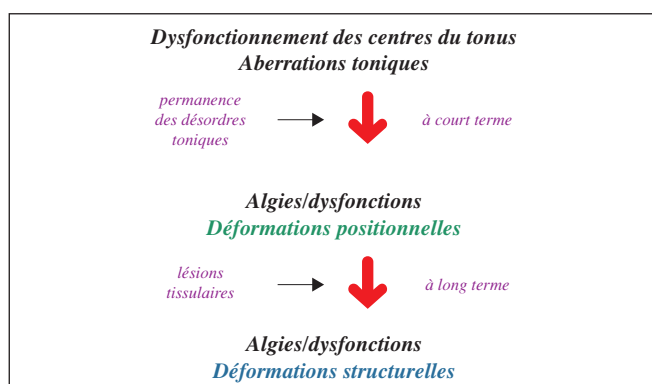 Dysfonctionnement des centres du tonus
Aberrations toniques
permanence
des désordres
toniques
à court terme
Algies/dysfonctions
Déformations positionnelles
lésions
tissulaires
à long terme
Algies/dysfonctions
Déformations structurelles